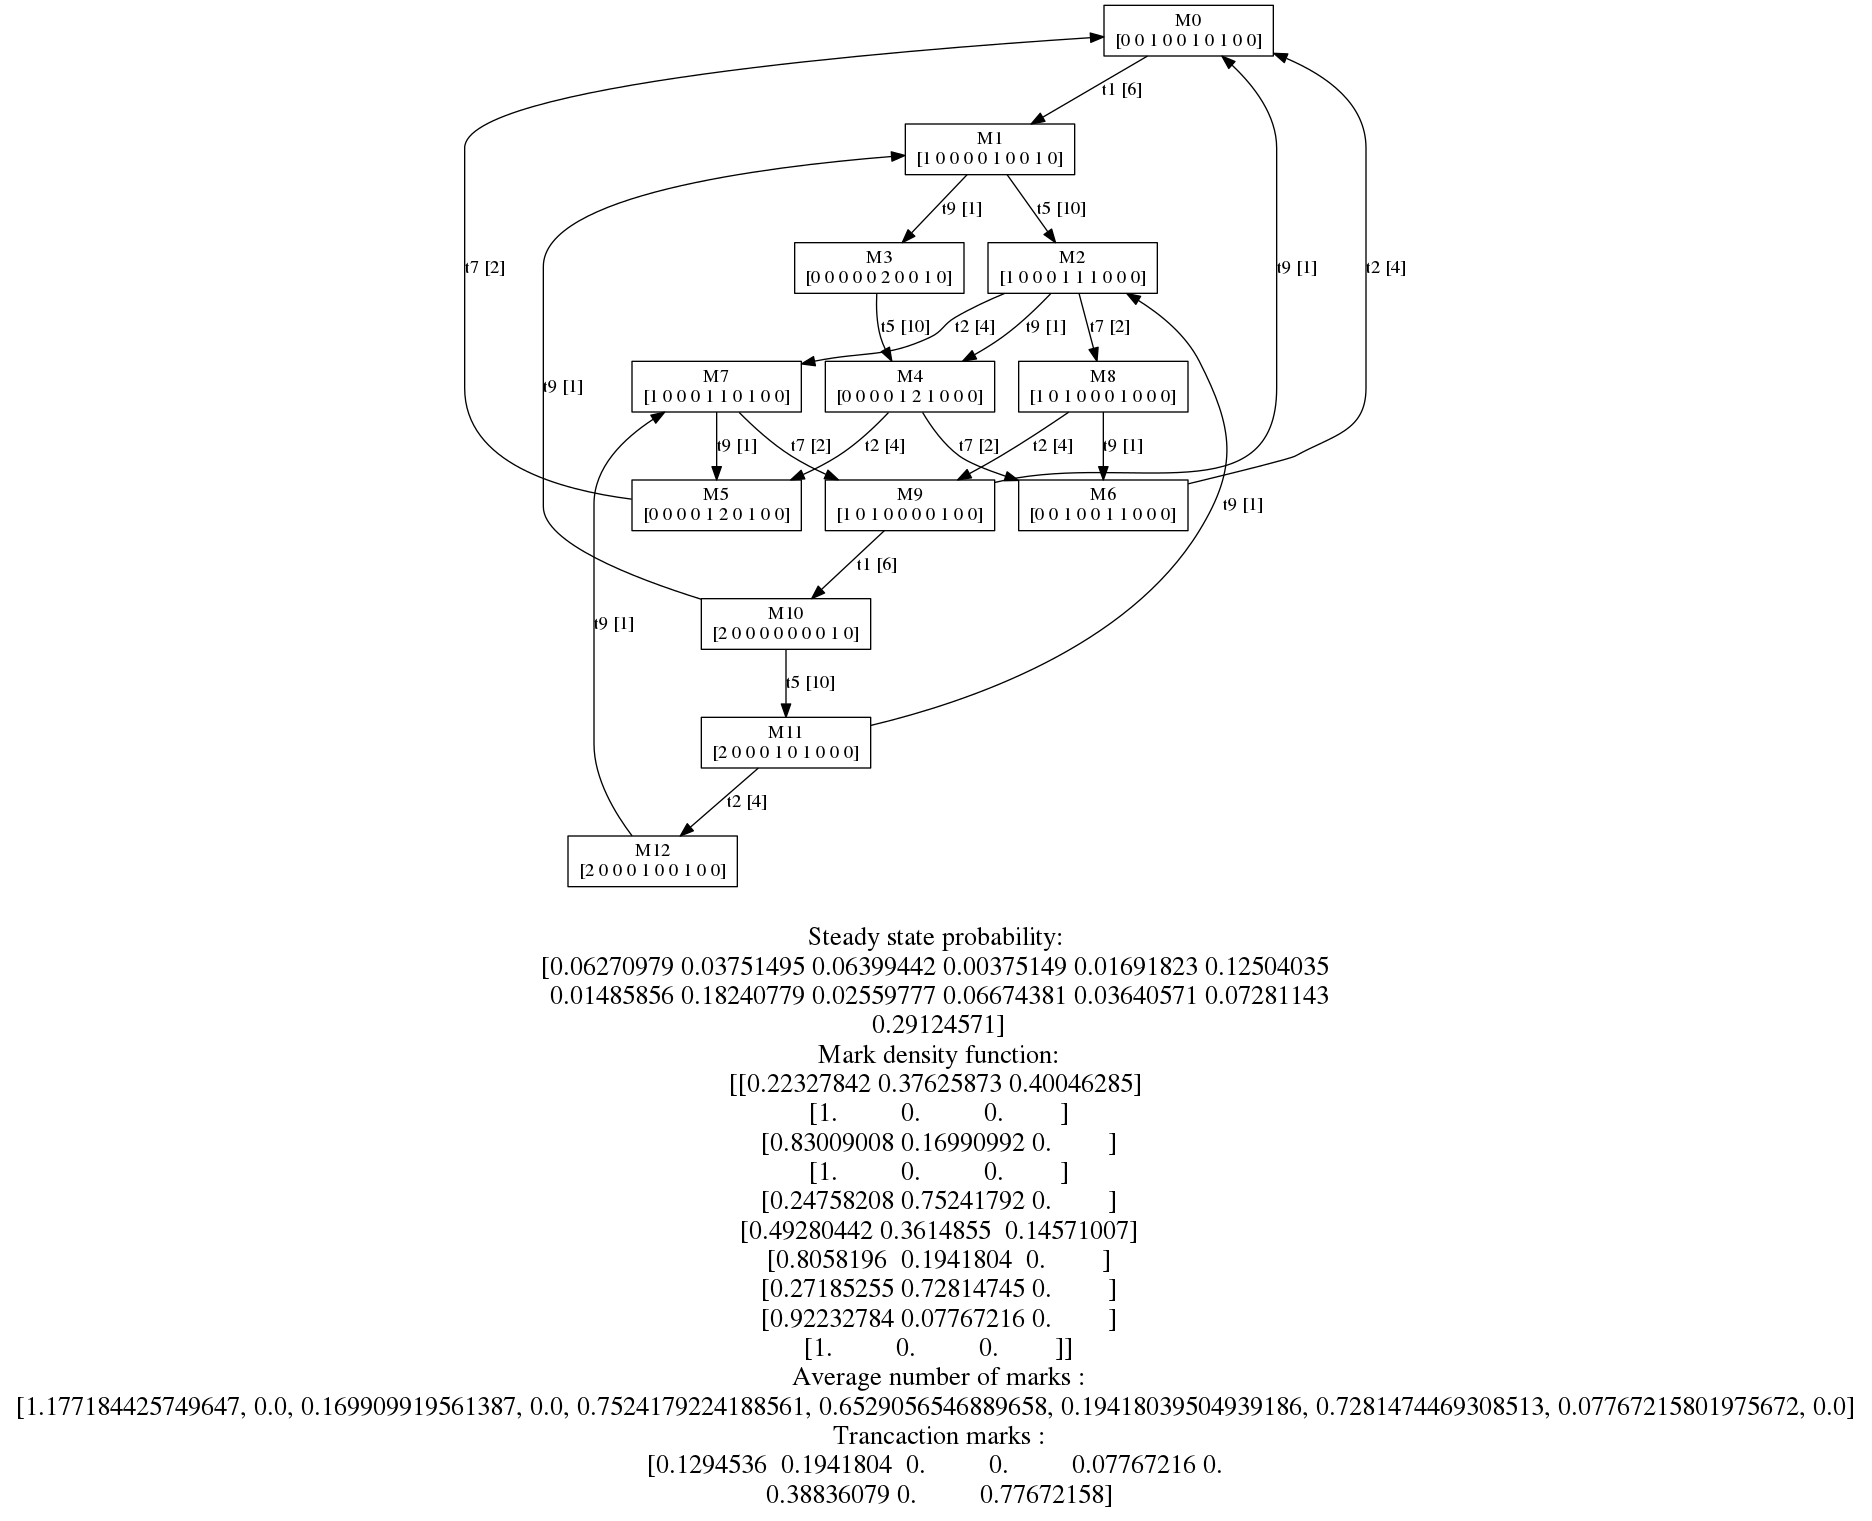 M0
[0 0 1 0 0 1 0 1 0 0]
t1 [6]
M1
[1 0 0 0 0 1 0 0 1 0]
t9 [1]
t5 [10]
M3
[0 0 0 0 0 2 0 0 1 0]
M2
[1 0 0 0 1 1 1 0 0 0]
t7 [2]
t9 [1]
t2 [4]
t5 [10]
t2 [4]
t9 [1]
t7 [2]
M7
[1 0 0 0 1 1 0 1 0 0]
M4
[0 0 0 0 1 2 1 0 0 0]
M8
[1 0 1 0 0 0 1 0 0 0]
t9 [1]
t9 [1]
t7 [2]
t2 [4]
t7 [2]
t2 [4]
t9 [1]
M5
[0 0 0 0 1 2 0 1 0 0]
M9
[1 0 1 0 0 0 0 1 0 0]
M6
[0 0 1 0 0 1 1 0 0 0]
t9 [1]
t1 [6]
M10
[2 0 0 0 0 0 0 0 1 0]
t9 [1]
t5 [10]
M11
[2 0 0 0 1 0 1 0 0 0]
t2 [4]
M12
[2 0 0 0 1 0 0 1 0 0]
Steady state probability:
[0.06270979 0.03751495 0.06399442 0.00375149 0.01691823 0.12504035
0.01485856 0.18240779 0.02559777 0.06674381 0.03640571 0.07281143
0.29124571]
Mark density function:
[[0.22327842 0.37625873 0.40046285]
[1. 0. 0. ]
[0.83009008 0.16990992 0. ]
[1. 0. 0. ]
[0.24758208 0.75241792 0. ]
[0.49280442 0.3614855 0.14571007]
[0.8058196 0.1941804 0. ]
[0.27185255 0.72814745 0. ]
[0.92232784 0.07767216 0. ]
[1. 0. 0. ]]
Average number of marks :
[1.177184425749647, 0.0, 0.169909919561387, 0.0, 0.7524179224188561, 0.6529056546889658, 0.19418039504939186, 0.7281474469308513, 0.07767215801975672, 0.0]
Trancaction marks :
[0.1294536 0.1941804 0. 0. 0.07767216 0.
0.38836079 0. 0.77672158]